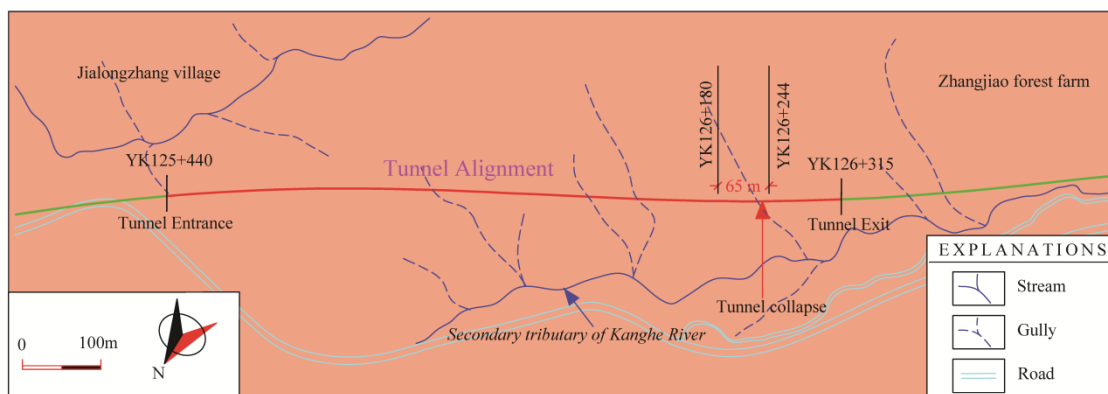 Jialongzhang village
Zhangjiao forest farm
YK126+180
YK126+244
YK125+440
YK126+315
Tunnel Alignment
65 m
Tunnel Entrance
Tunnel Exit
Tunnel collapse
Secondary tributary of Kanghe River
0 100m
N
EXPLANATIONS
Stream
Gully
Road